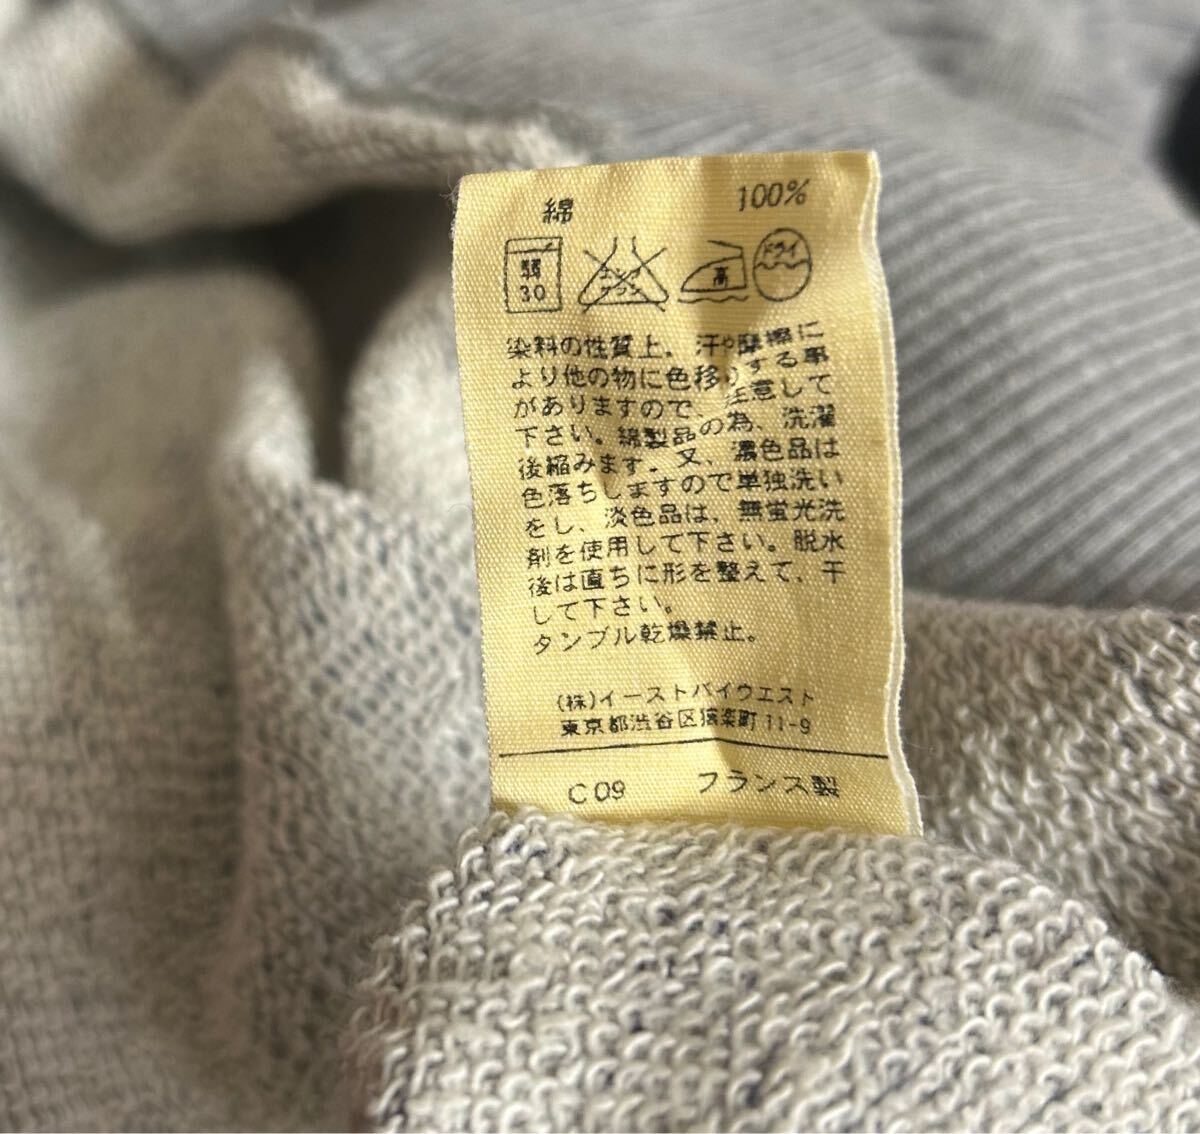 綿 100%
弱 30 エンソ サラシ 高 ドライ
染料の性質上。汗や摩擦に
より他の物に色移りする事
がありますので、注意して
下さい。綿製品の為、洗濯
後縮みます。又、濃色品は
色落ちしますので単独洗い
をし、淡色品は、無蛍光洗
剤を使用して下さい。脱水
後は直ちに形を整えて、干
して下さい。
タンブル乾燥禁止。
(株)イーストバイウエスト
東京都渋谷区猿楽町11-9
C09 フランス製